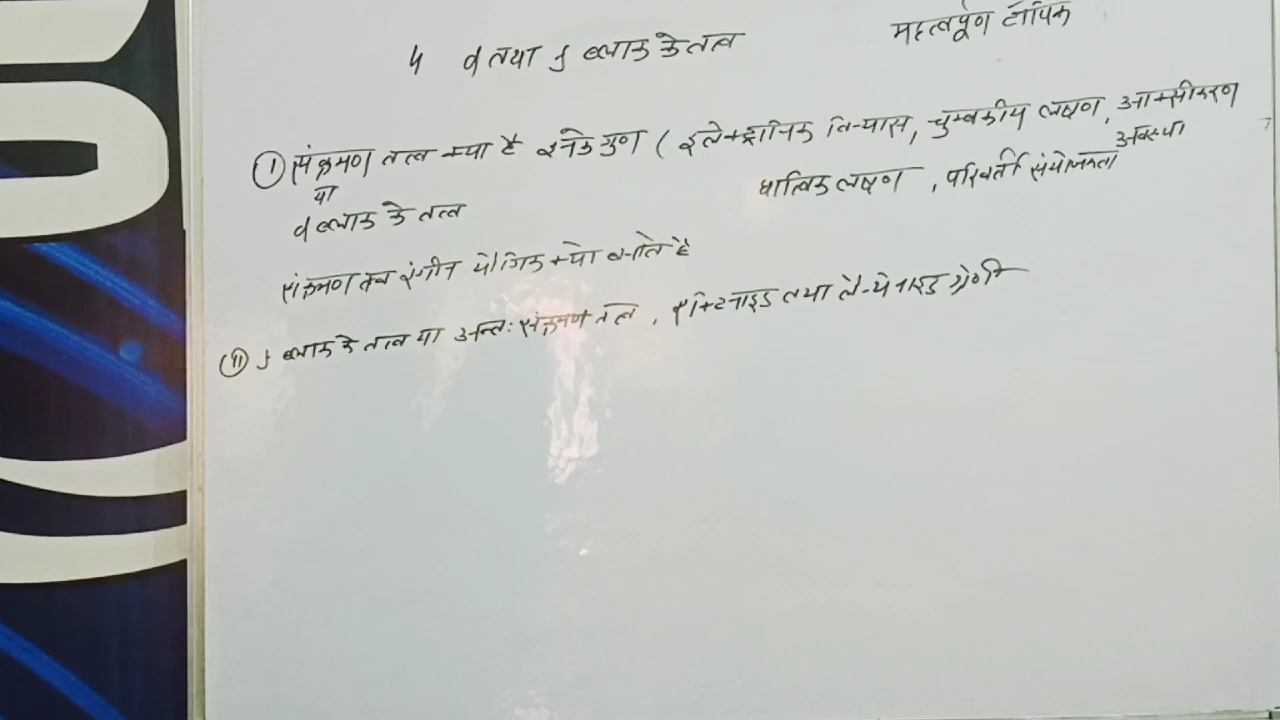 4 d तथा f ब्लाक के तत्व महत्वपूर्ण टॉपिक
① संक्रमण तत्व क्या है इनके गुण ( इलेक्ट्रानिक विन्यास, चुम्बकीय लक्षण, आक्सीकरण अवस्था
या धात्विक लक्षण , परिवर्ती संयोजकता
d ब्लाक के तत्व
संक्रमण तत्व रंगीन यौगिक क्यो बनाते है
(II) f ब्लाक के तत्व या अन्तः संक्रमण तत्व , एक्टिनाइड तथा लैन्थेनाइड श्रेणी